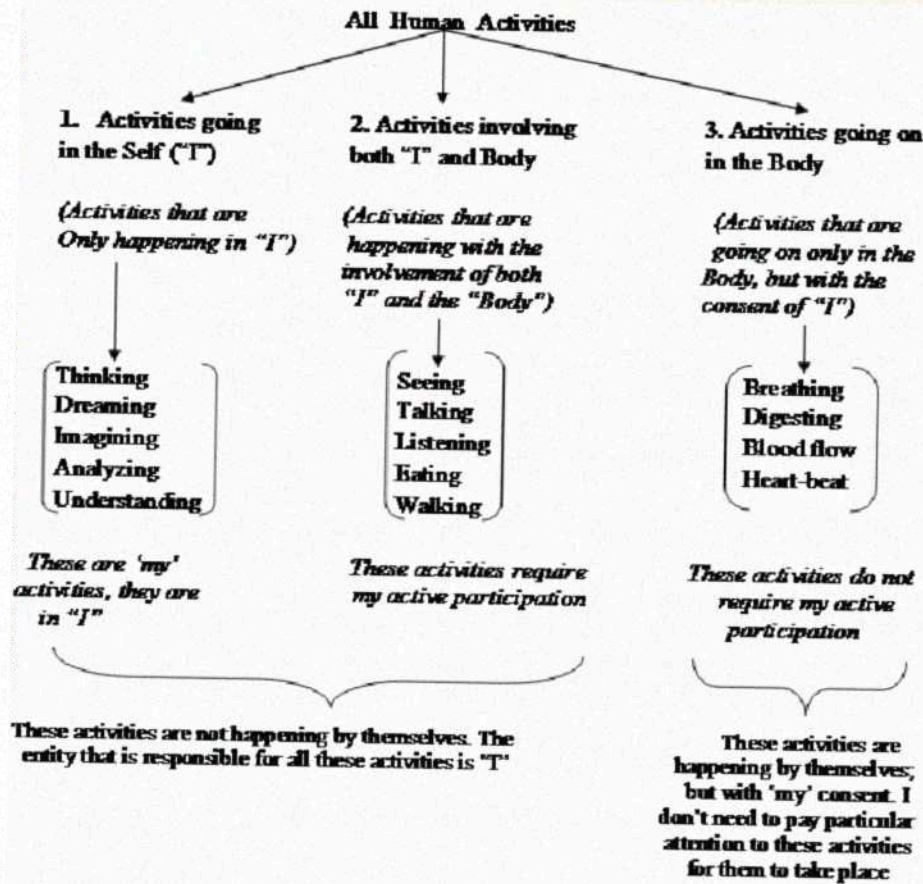 All Human Activities
1. Activities going
in the Self ("I")
(Activities that are
Only happening in "I")
Thinking
Dreaming
Imagining
Analyzing
Understanding
These are 'my'
activities, they are
in "I"
2. Activities involving
both "I" and Body
(Activities that are
happening with the
involvement of both
"I" and the "Body")
Seeing
Talking
Listening
Eating
Walking
These activities require
my active participation
These activities are not happening by themselves. The
entity that is responsible for all these activities is "I"
3. Activities going on
in the Body
(Activities that are
going on only in the
Body, but with the
consent of "I")
Breathing
Digesting
Blood flow
Heart-beat
These activities do not
require my active
participation
These activities are
happening by themselves;
but with 'my' consent. I
don't need to pay particular
attention to these activities
for them to take place